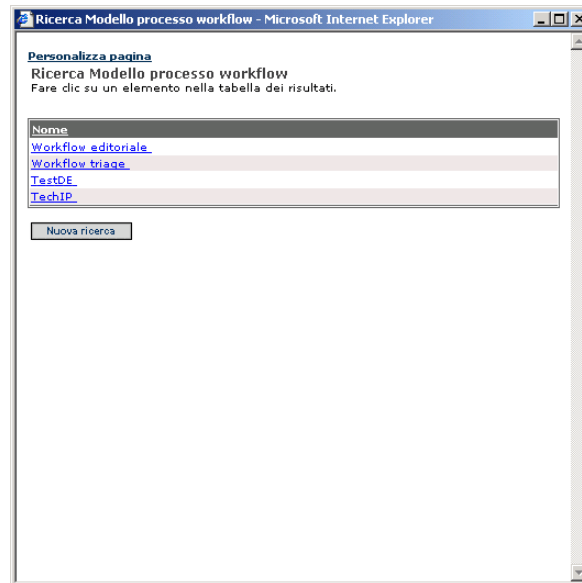 Ricerca Modello processo workflow - Microsoft Internet Explorer
Personalizza pagina
Ricerca Modello processo workflow
Fare clic su un elemento nella tabella dei risultati.
Nome
Workflow editoriale
Workflow triage
TestDE
TechIP
Nuova ricerca